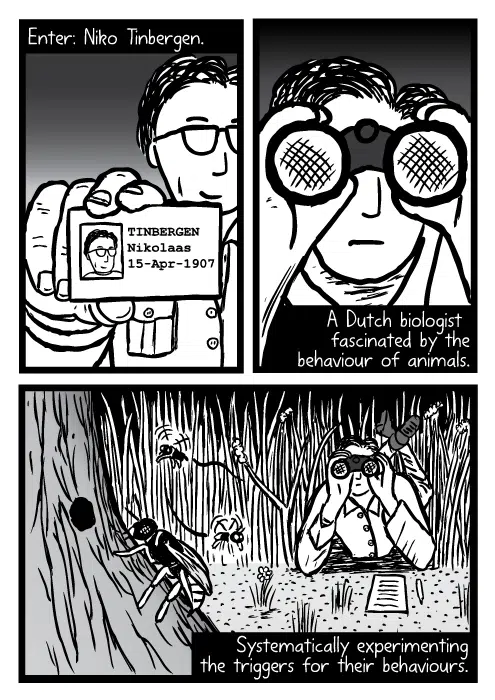 Enter: Niko Tinbergen.
TINBERGEN
Nikolaas
15-Apr-1907
A Dutch biologist
fascinated by the
behaviour of animals.
Systematically experimenting
the triggers for their behaviours.